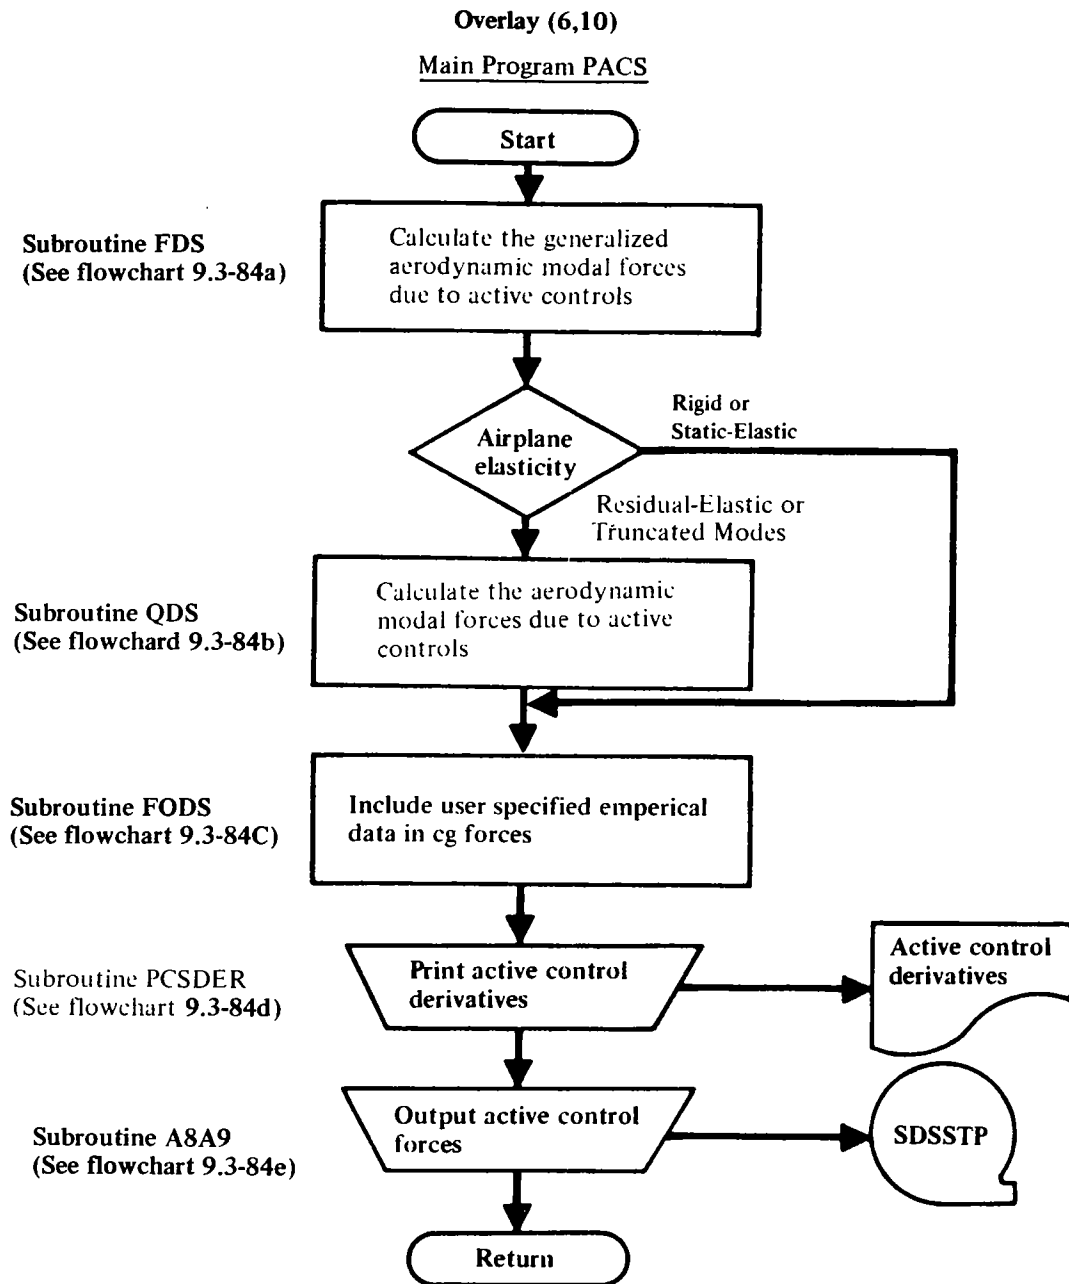 Overlay (6,10)
Main Program PACS
Start
Subroutine FDS
(See flowchart 9.3-84a)
Calculate the generalized
aerodynamic modal forces
due to active controls
Airplane
elasticity
Rigid or
Static-Elastic
Residual-Elastic or
Truncated Modes
Subroutine QDS
(See flowchard 9.3-84b)
Calculate the aerodynamic
modal forces due to active
controls
Subroutine FODS
(See flowchart 9.3-84C)
Include user specified emperical
data in cg forces
Subroutine PCSDER
(See flowchart 9.3-84d)
Print active control
derivatives
Active control
derivatives
Subroutine A8A9
(See flowchart 9.3-84e)
Output active control
forces
SDSSTP
Return